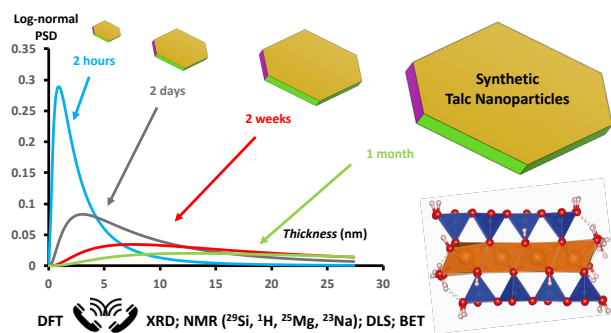 Log-normal
PSD
0.35
0.3
0.25
0.2
0.15
0.1
0.05
0
0
5
10
15
20
25
30
2 hours
2 days
2 weeks
1 month
Thickness (nm)
Synthetic
Talc Nanoparticles
DFT
XRD; NMR (²⁹Si, ¹H, ²⁵Mg, ²³Na); DLS; BET